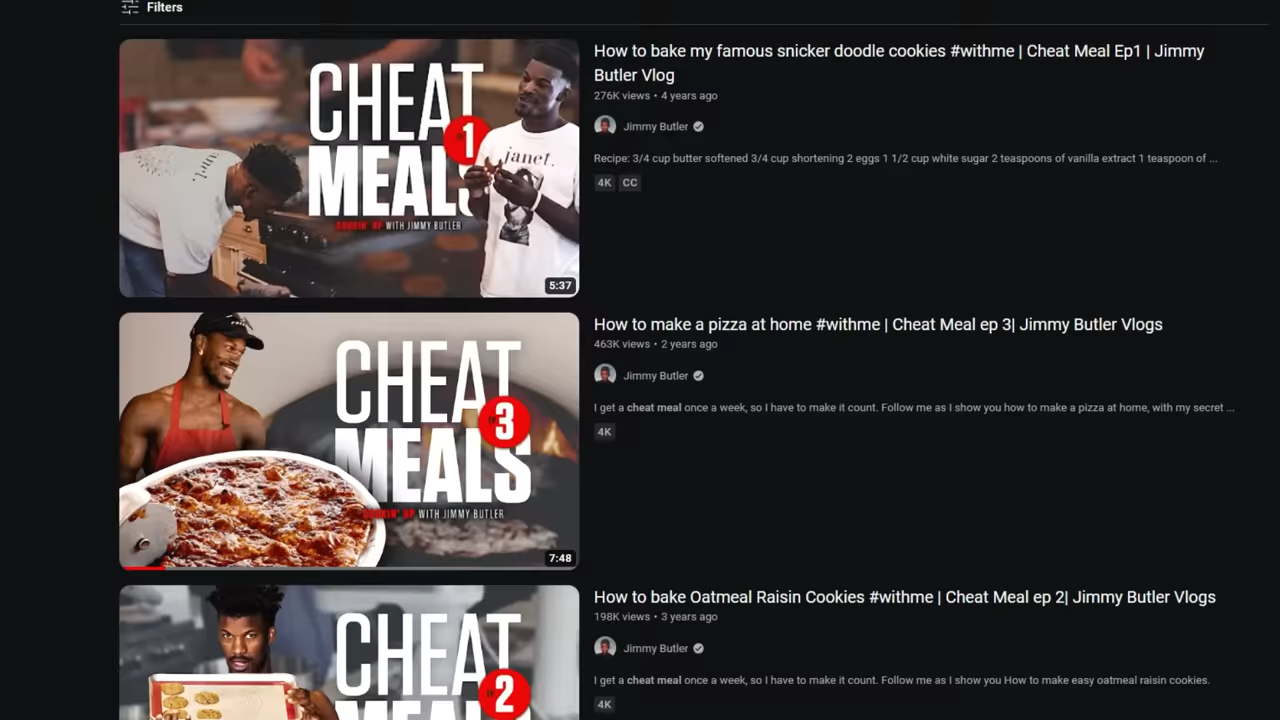 Filters
CHEAT
MEALS
1
COOKIN' UP WITH JIMMY BUTLER
janet.
5:37
How to bake my famous snicker doodle cookies #withme | Cheat Meal Ep1 | Jimmy
Butler Vlog
276K views • 4 years ago
Jimmy Butler
Recipe: 3/4 cup butter softened 3/4 cup shortening 2 eggs 1 1/2 cup white sugar 2 teaspoons of vanilla extract 1 teaspoon of ...
4K CC
CHEAT
MEALS
3
COOKIN' UP WITH JIMMY BUTLER
7:48
How to make a pizza at home #withme | Cheat Meal ep 3| Jimmy Butler Vlogs
463K views • 2 years ago
Jimmy Butler
I get a cheat meal once a week, so I have to make it count. Follow me as I show you how to make a pizza at home, with my secret ...
4K
CHEAT
MEALS
2
How to bake Oatmeal Raisin Cookies #withme | Cheat Meal ep 2| Jimmy Butler Vlogs
198K views • 3 years ago
Jimmy Butler
I get a cheat meal once a week, so I have to make it count. Follow me as I show you How to make easy oatmeal raisin cookies.
4K